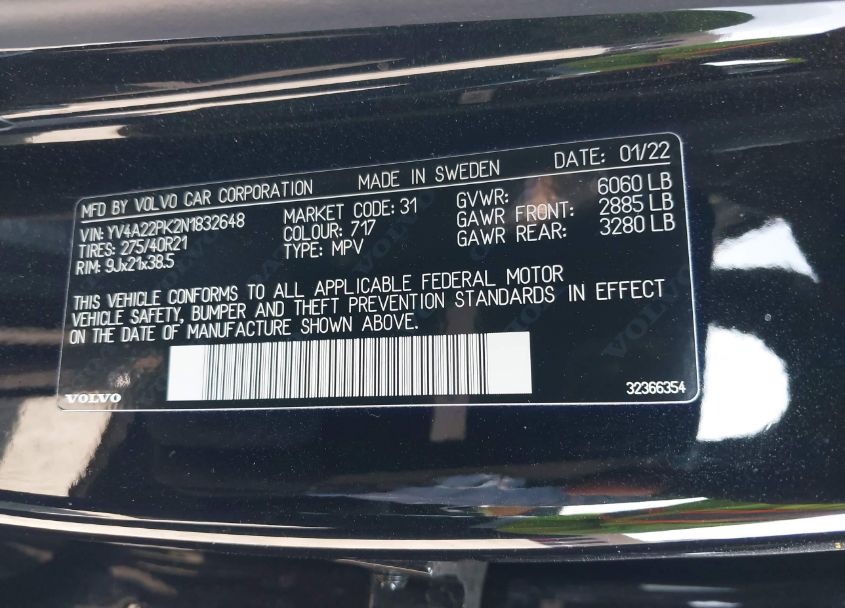 MFD BY VOLVO CAR CORPORATION MADE IN SWEDEN DATE: 01/22
VIN: YV4A22PK2N1832648 MARKET CODE: 31 GVWR: 6060 LB
TIRES: 275/40R21 COLOUR: 717 GAWR FRONT: 2885 LB
RIM: 9Jx21x38.5 TYPE: MPV GAWR REAR: 3280 LB
THIS VEHICLE CONFORMS TO ALL APPLICABLE FEDERAL MOTOR
VEHICLE SAFETY, BUMPER AND THEFT PREVENTION STANDARDS IN EFFECT
ON THE DATE OF MANUFACTURE SHOWN ABOVE.
VOLVO 32366354